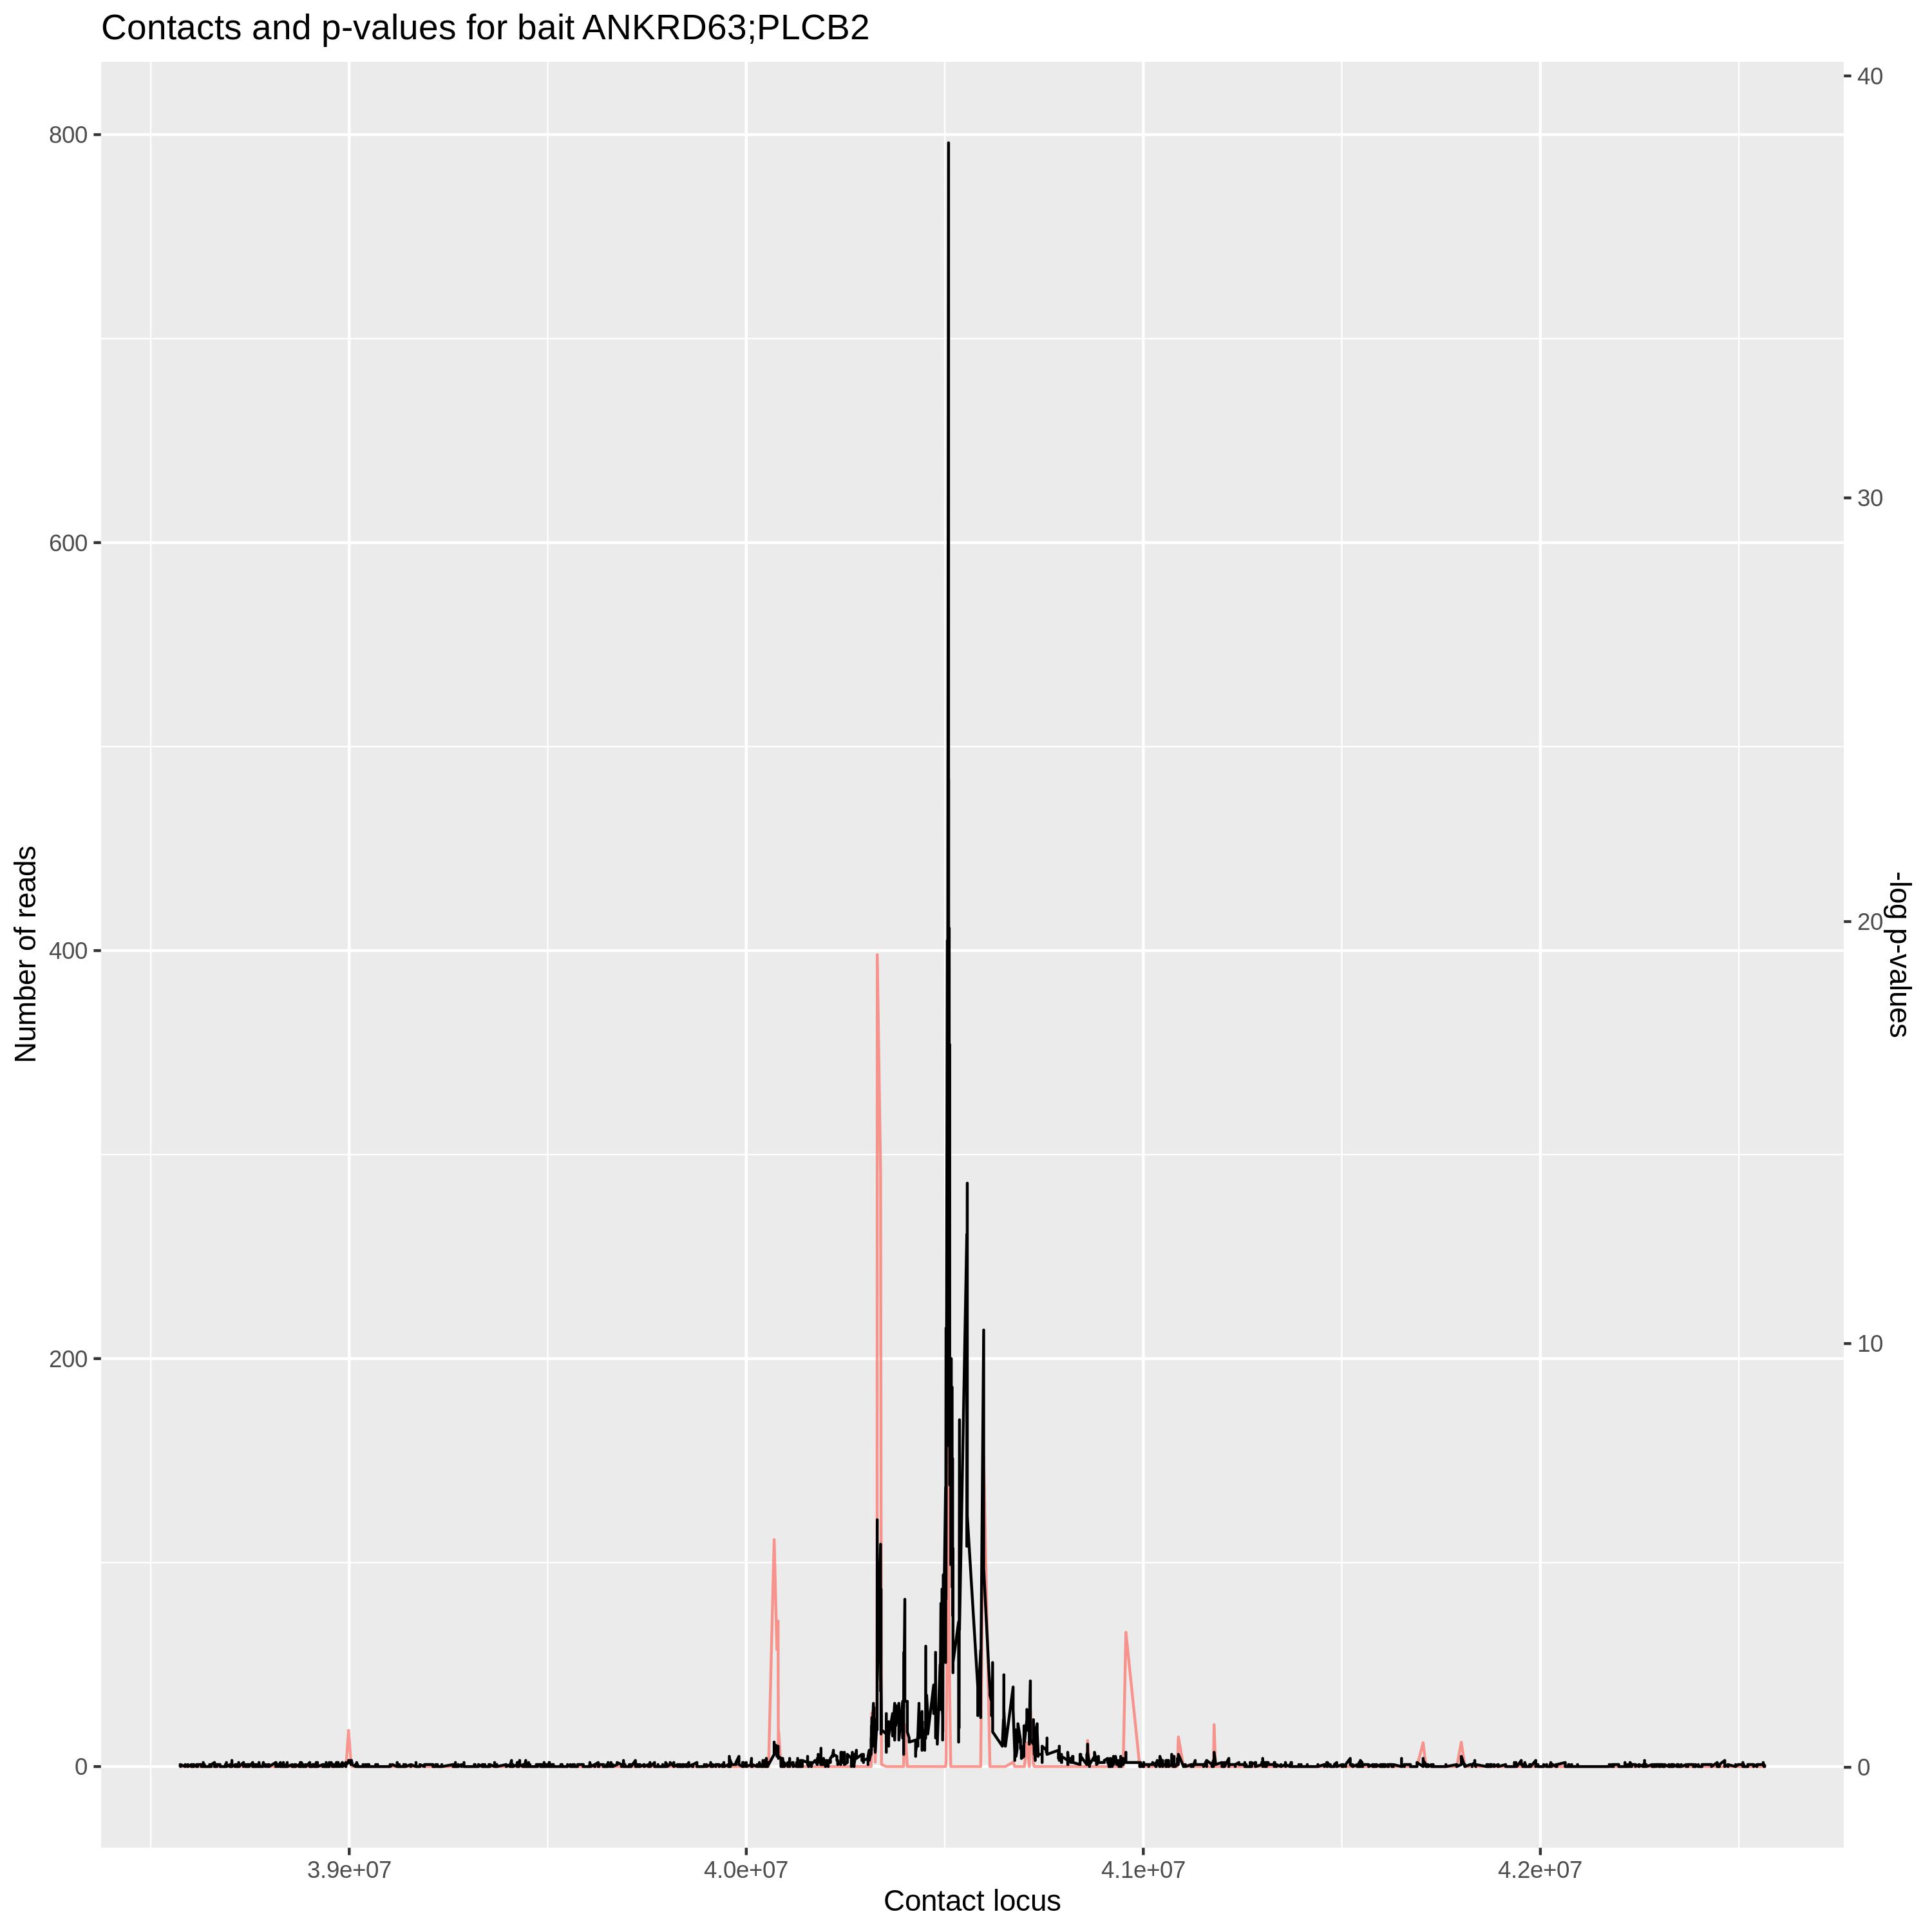 Contacts and p-values for bait ANKRD63;PLCB2
800
600
400
200
0
Number of reads
40
30
20
10
0
-log p-values
3.9e+07
4.0e+07
4.1e+07
4.2e+07
Contact locus